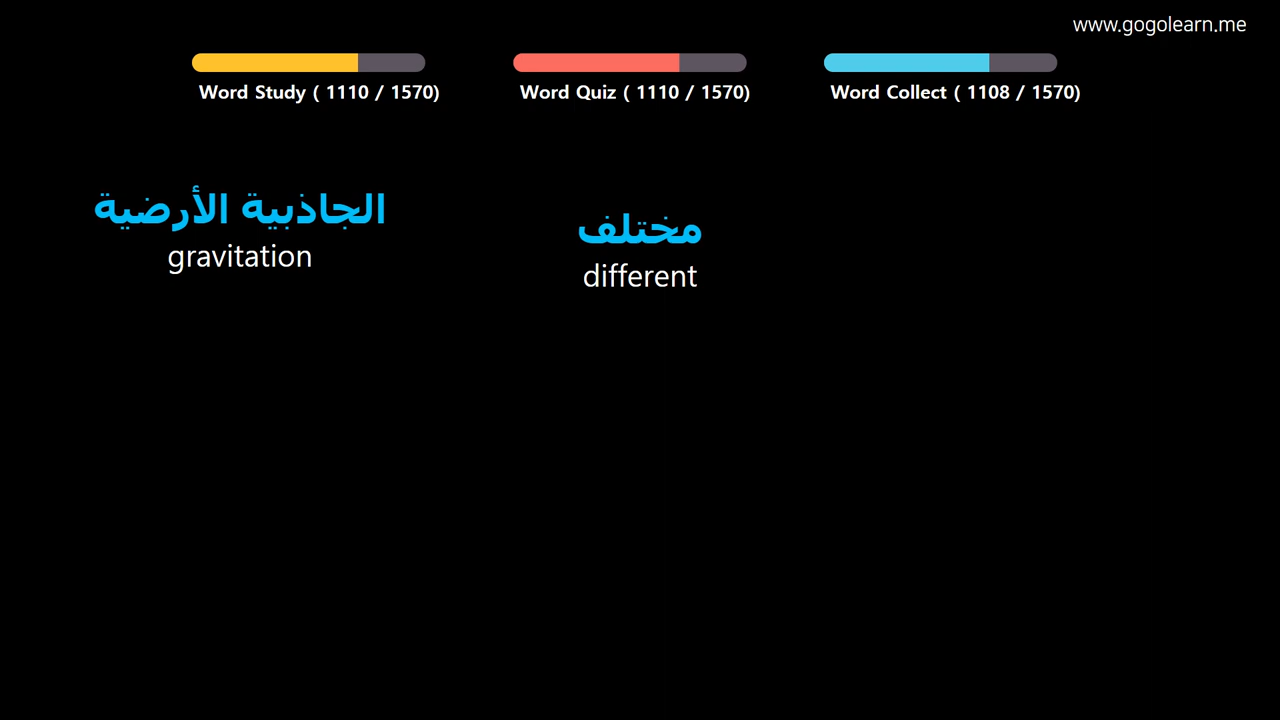 www.gogolearn.me
Word Study ( 1110 / 1570)
Word Quiz ( 1110 / 1570)
Word Collect ( 1108 / 1570)
الجاذبية الأرضية
gravitation
مختلف
different